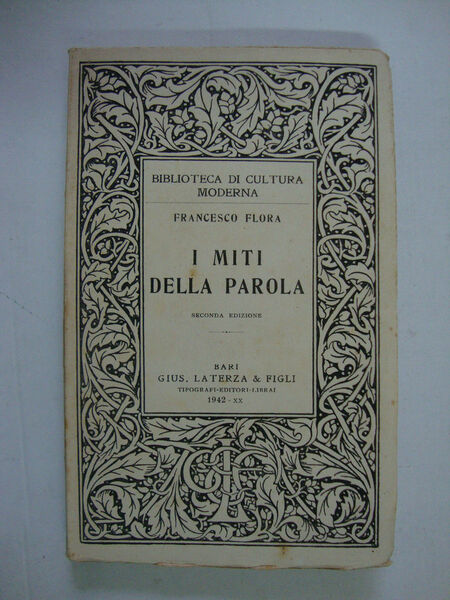 BIBLIOTECA DI CULTURA
MODERNA
FRANCESCO FLORA
I MITI
DELLA PAROLA
SECONDA EDIZIONE
BARI
GIUS. LATERZA & FIGLI
TIPOGRAFI-EDITORI-LIBRAI
1942-XX